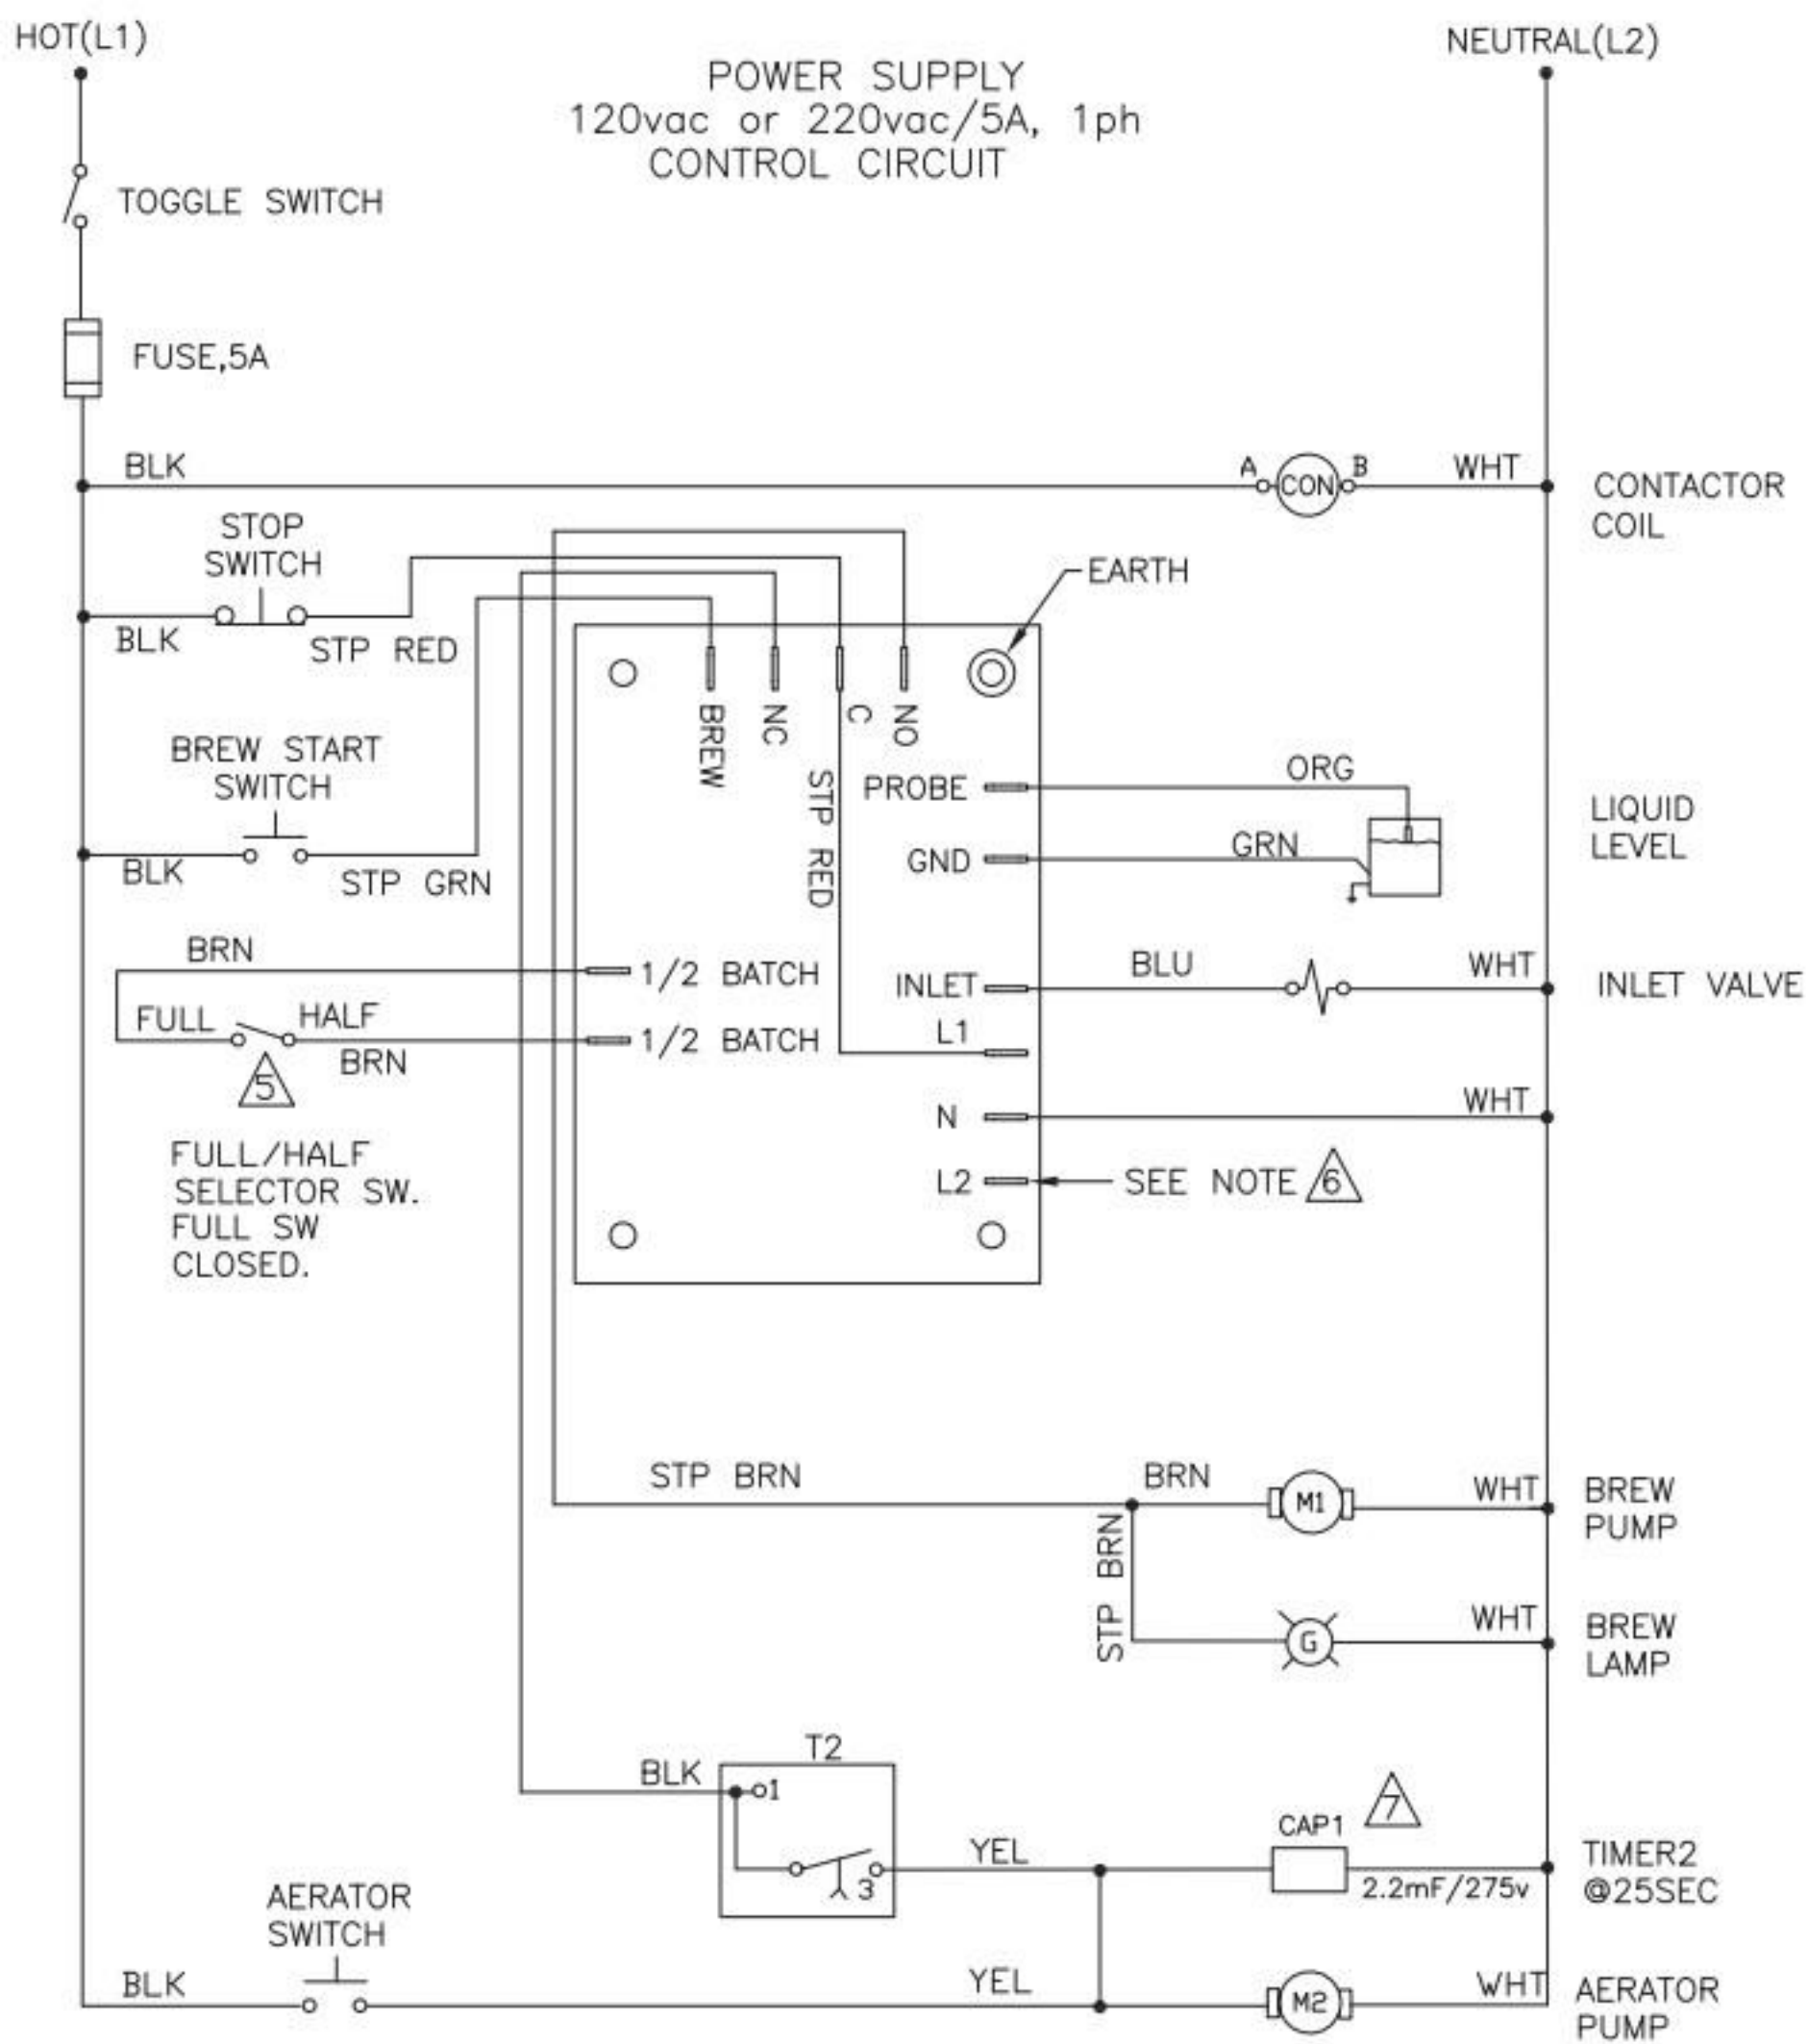 HOT(L1)
NEUTRAL(L2)
POWER SUPPLY
120vac or 220vac/5A, 1ph
CONTROL CIRCUIT
TOGGLE SWITCH
FUSE,5A
BLK
A
CON
B
WHT
CONTACTOR
COIL
STOP
SWITCH
BLK
STP RED
EARTH
BREW
NC
C
NO
STP RED
BREW START
SWITCH
BLK
STP GRN
PROBE
ORG
GND
GRN
LIQUID
LEVEL
BRN
1/2 BATCH
INLET
BLU
WHT
INLET VALVE
FULL
HALF
BRN
1/2 BATCH
L1
5
N
WHT
FULL/HALF
SELECTOR SW.
FULL SW
CLOSED.
L2
SEE NOTE 6
STP BRN
BRN
M1
WHT
BREW
PUMP
STP BRN
G
WHT
BREW
LAMP
T2
BLK
1
3
YEL
CAP1
7
2.2mF/275v
TIMER2
@25SEC
AERATOR
SWITCH
BLK
YEL
M2
WHT
AERATOR
PUMP